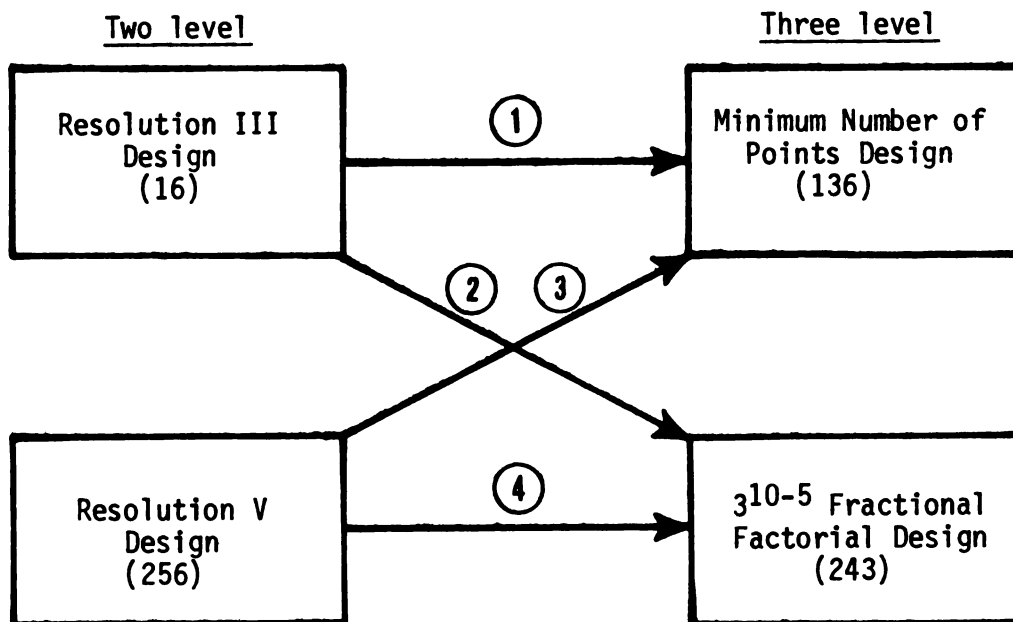 Two level
Three level
Resolution III
Design
(16)
1
Minimum Number of
Points Design
(136)
2
3
Resolution V
Design
(256)
4
3^10-5 Fractional
Factorial Design
(243)